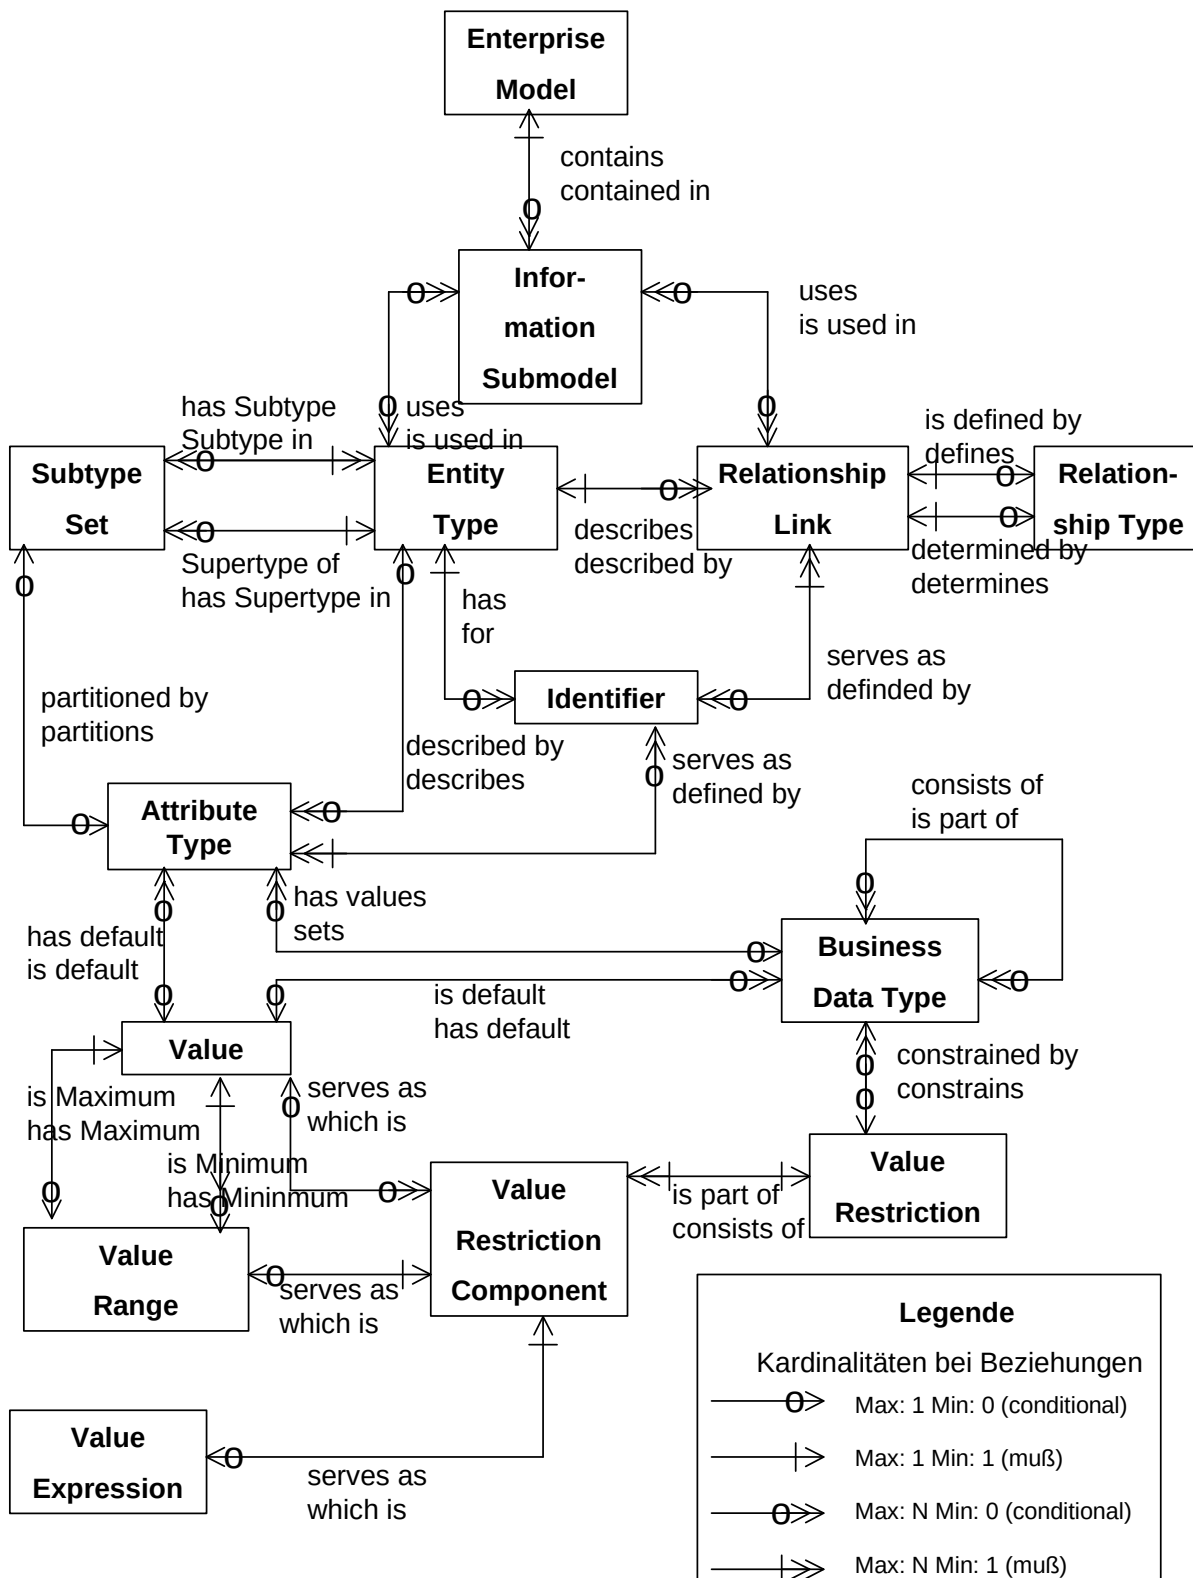 Enterprise
Model
contains
contained in
Infor-
mation
Submodel
uses
is used in
has Subtype
Subtype in
uses
is used in
is defined by
defines
Subtype
Set
Entity
Type
Relationship
Link
Relation-
ship Type
describes
described by
determined by
determines
Supertype of
has Supertype in
has
for
serves as
definded by
Identifier
partitioned by
partitions
described by
describes
serves as
defined by
consists of
is part of
Attribute
Type
has values
sets
has default
is default
Business
Data Type
is default
has default
Value
constrained by
constrains
is Maximum
has Maximum
serves as
which is
is Minimum
has Mininmum
Value
Restriction
Component
is part of
consists of
Value
Restriction
Value
Range
serves as
which is
Value
Expression
serves as
which is
Legende
Kardinalitäten bei Beziehungen
Max: 1 Min: 0 (conditional)
Max: 1 Min: 1 (muß)
Max: N Min: 0 (conditional)
Max: N Min: 1 (muß)